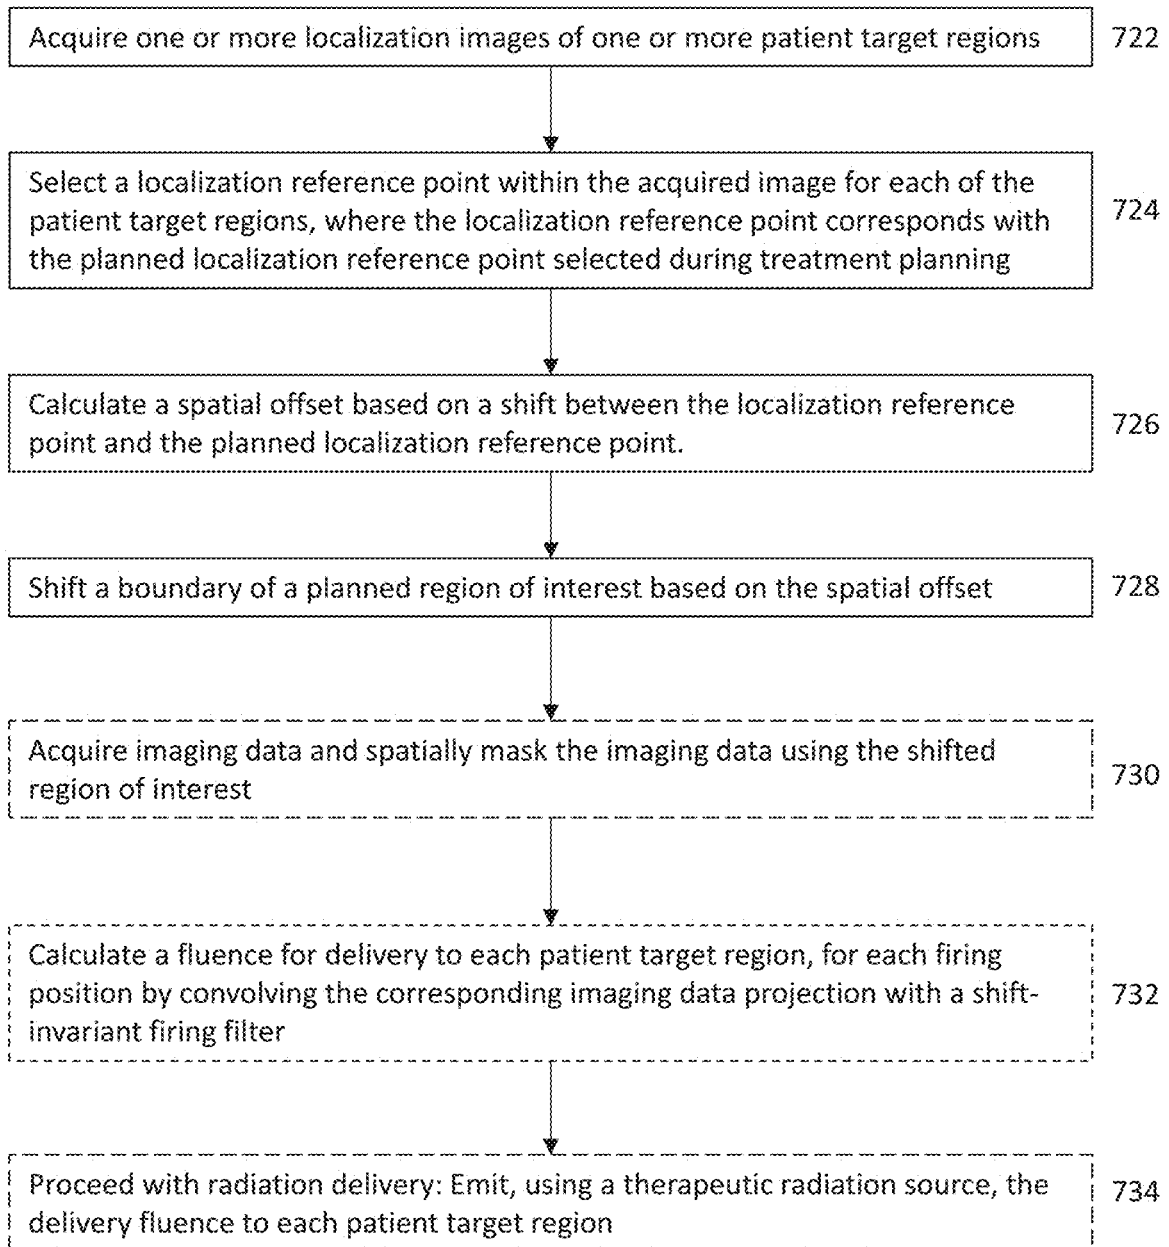 Acquire one or more localization images of one or more patient target regions
722
Select a localization reference point within the acquired image for each of the
patient target regions, where the localization reference point corresponds with
the planned localization reference point selected during treatment planning
724
Calculate a spatial offset based on a shift between the localization reference
point and the planned localization reference point.
726
Shift a boundary of a planned region of interest based on the spatial offset
728
Acquire imaging data and spatially mask the imaging data using the shifted
region of interest
730
Calculate a fluence for delivery to each patient target region, for each firing
position by convolving the corresponding imaging data projection with a shift-
invariant firing filter
732
Proceed with radiation delivery: Emit, using a therapeutic radiation source, the
delivery fluence to each patient target region
734